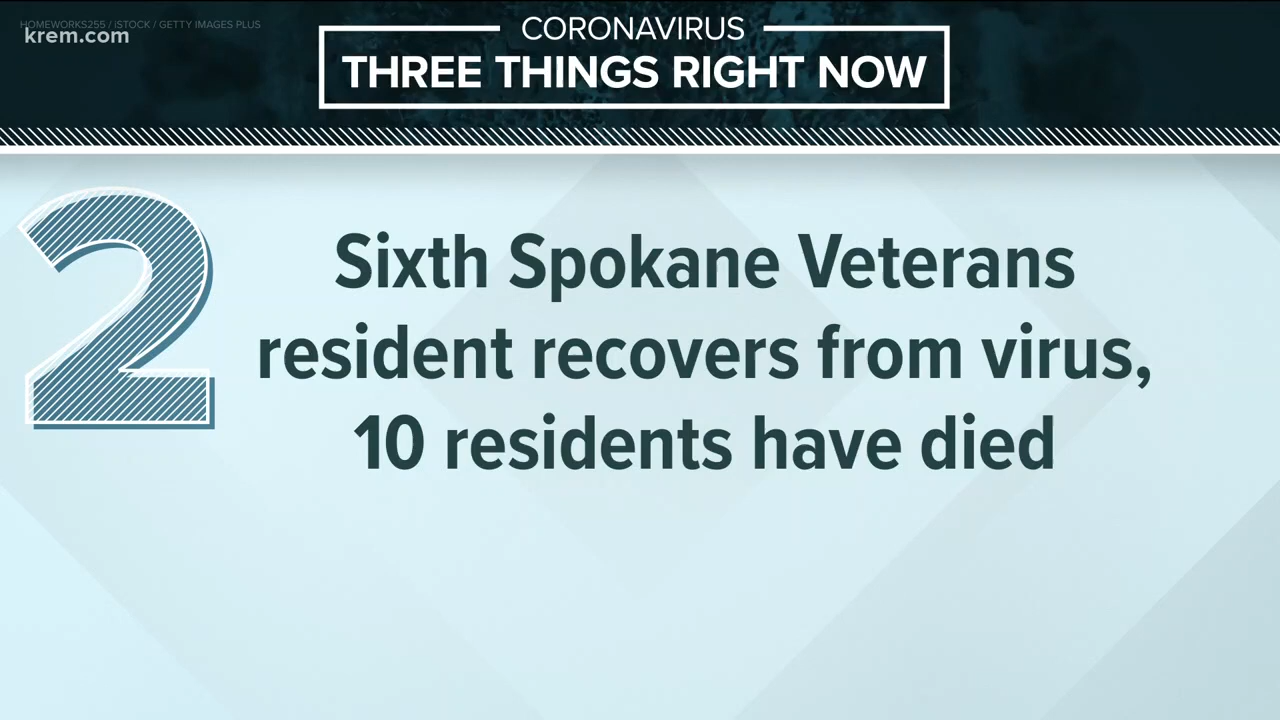 HOMEWORKS255 / iSTOCK / GETTY IMAGES PLUS
krem.com
CORONAVIRUS
THREE THINGS RIGHT NOW
2
Sixth Spokane Veterans
resident recovers from virus,
10 residents have died